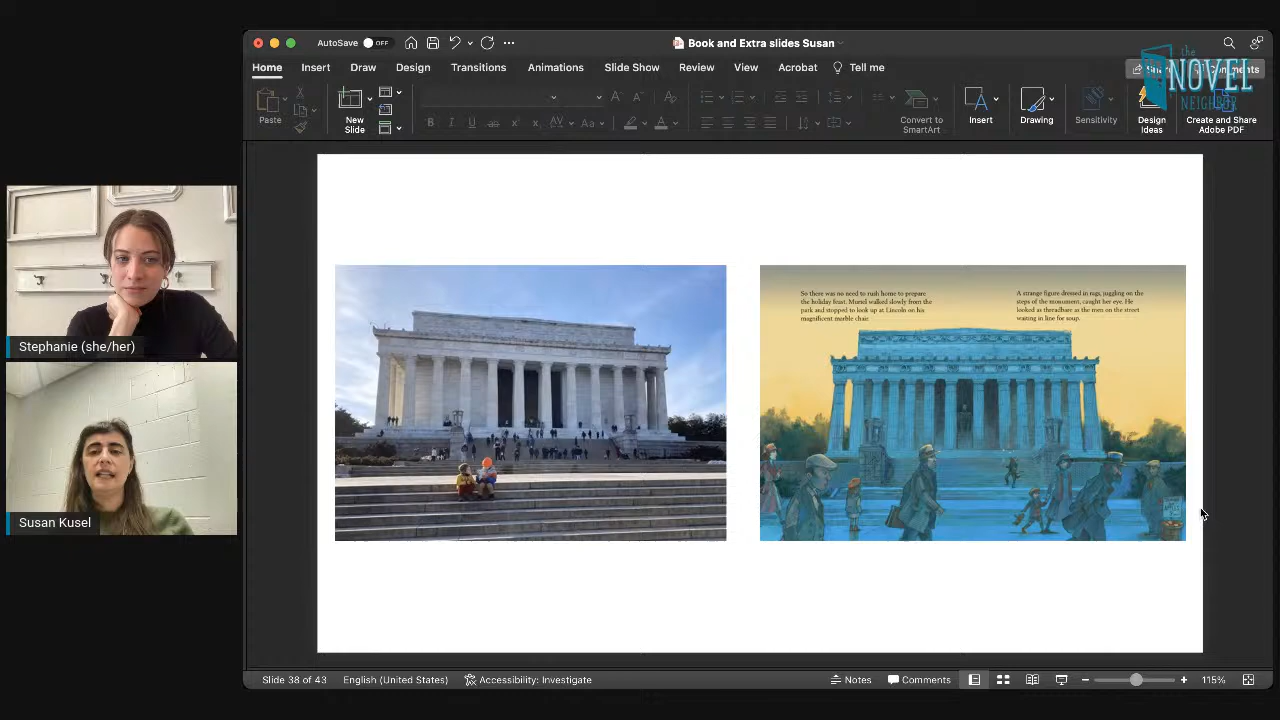 AutoSave
OFF
Book and Extra slides Susan
Home
Insert
Draw
Design
Transitions
Animations
Slide Show
Review
View
Acrobat
Tell me
Share
Comments
the
NOVEL
NEIGHBOR
Paste
New
Slide
B
I
U
ab
x
x
AV
Aa
A
Convert to
SmartArt
Insert
Drawing
Sensitivity
Design
Ideas
Create and Share
Adobe PDF
Stephanie (she/her)
Susan Kusel
So there was no need to rush home to prepare
the holiday feast. Muriel walked slowly from the
park and stopped to look up at Lincoln on his
magnificent marble chair.
A strange figure dressed in rags, juggling on the
steps of the monument, caught her eye. He
looked as threadbare as the men on the street
waiting in line for soup.
Slide 38 of 43
English (United States)
Accessibility: Investigate
Notes
Comments
115%